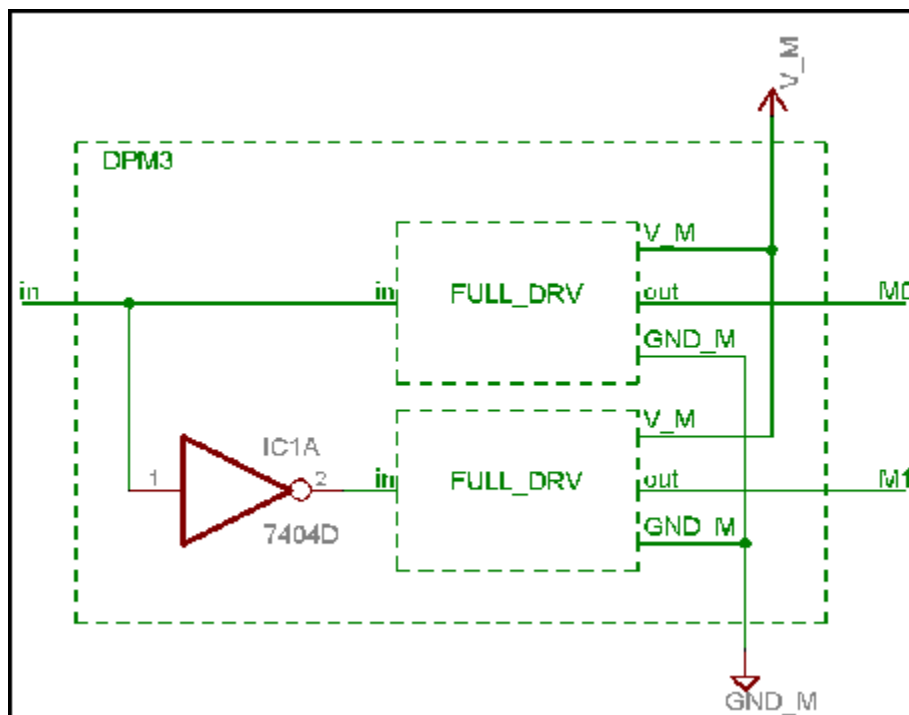 V_M
DPM3
V_M
in
in
FULL_DRV
out
M0
GND_M
V_M
IC1A
1
2
in
FULL_DRV
out
M1
7404D
GND_M
GND_M